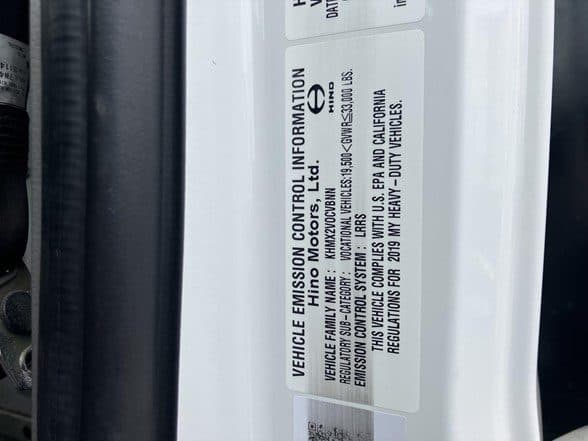 VEHICLE EMISSION CONTROL INFORMATION
Hino Motors, Ltd.
HINO
VEHICLE FAMILY NAME : KHMX2VOCVBNN
REGULATORY SUB-CATEGORY : VOCATIONAL VEHICLES:19,500<GVWR≦33,000 LBS.
EMISSION CONTROL SYSTEM : LRRS
THIS VEHICLE COMPLIES WITH U.S. EPA AND CALIFORNIA
REGULATIONS FOR 2019 MY HEAVY-DUTY VEHICLES.